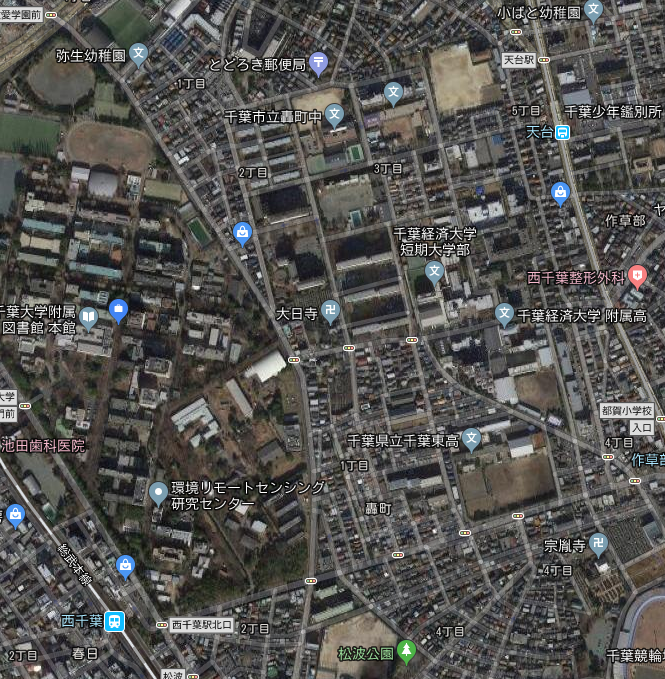 愛学園前
小ばと幼稚園
弥生幼稚園
とどろき郵便局
天台駅
1丁目
千葉市立轟町中
5丁目
千葉少年鑑別所
天台
2丁目
3丁目
千葉経済大学
短期大学部
作草部
西千葉整形外科
千葉大学附属
図書館 本館
大日寺
千葉経済大学 附属高
大学
門前
都賀小学校
入口
池田歯科医院
千葉県立千葉東高
4丁目
作草部
1丁目
環境リモートセンシング
研究センター
轟町
総武本線
宗胤寺
4丁目
西千葉
西千葉駅北口
2丁目
4丁目
2丁目
春日
松波公園
千葉競輪場
松波